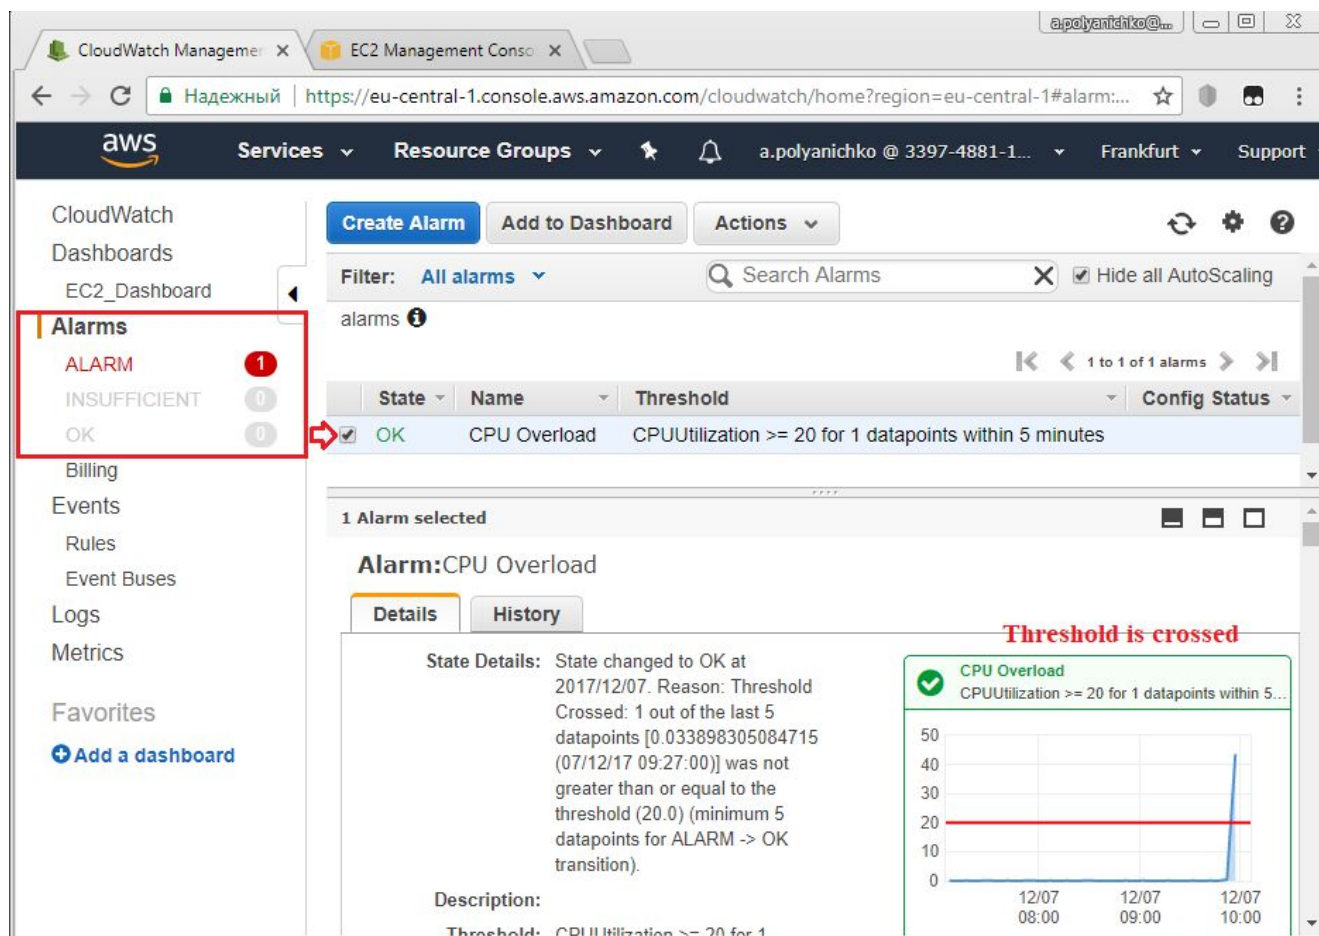 a.polyanichko@...
CloudWatch Managemen
EC2 Management Conso
Надежный
https://eu-central-1.console.aws.amazon.com/cloudwatch/home?region=eu-central-1#alarm:...
aws
Services
Resource Groups
a.polyanichko @ 3397-4881-1...
Frankfurt
Support
CloudWatch
Dashboards
EC2_Dashboard
Alarms
ALARM 1
INSUFFICIENT 0
OK 0
Billing
Events
Rules
Event Buses
Logs
Metrics
Favorites
Add a dashboard
Create Alarm
Add to Dashboard
Actions
Filter: All alarms
Search Alarms
Hide all AutoScaling
alarms
1 to 1 of 1 alarms
State Name Threshold Config Status
OK CPU Overload CPUUtilization >= 20 for 1 datapoints within 5 minutes
1 Alarm selected
Alarm:CPU Overload
Details
History
State Details: State changed to OK at
2017/12/07. Reason: Threshold
Crossed: 1 out of the last 5
datapoints [0.033898305084715
(07/12/17 09:27:00)] was not
greater than or equal to the
threshold (20.0) (minimum 5
datapoints for ALARM -> OK
transition).
Description:
Threshold: CPUUtilization >= 20 for 1
Threshold is crossed
CPU Overload
CPUUtilization >= 20 for 1 datapoints within 5...
50
40
30
20
10
0
12/07
08:00
12/07
09:00
12/07
10:00